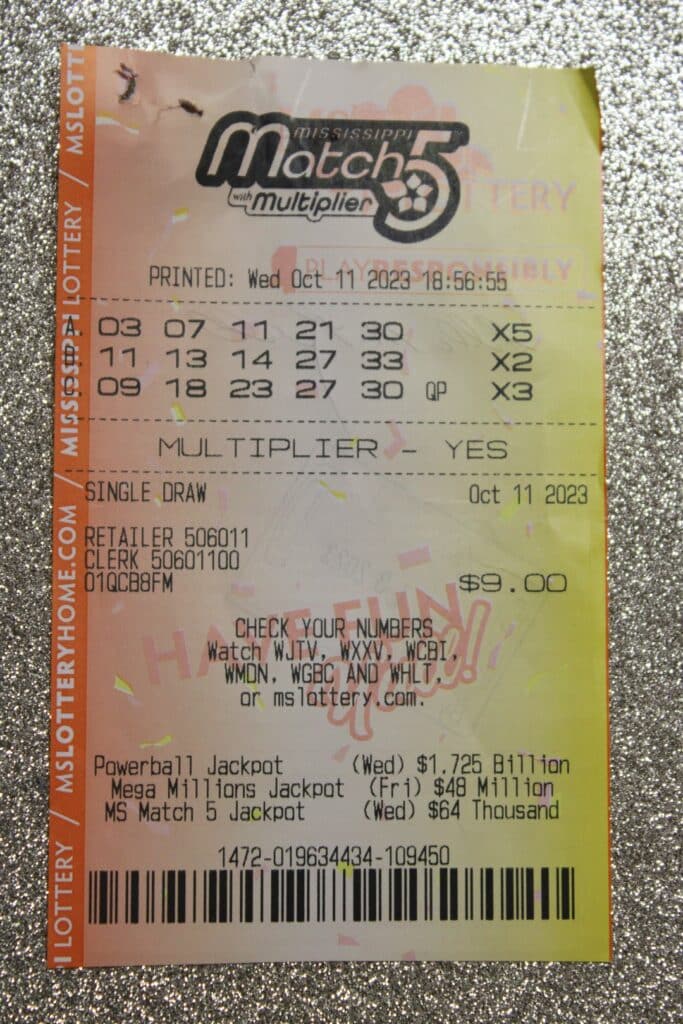 MISSISSIPPI
Match 5
with Multiplier
LOTTERY
PLAY RESPONSIBLY
PRINTED: Wed Oct 11 2023 18:56:55
A. 03 07 11 21 30 X5
B. 11 13 14 27 33 X2
C. 09 18 23 27 30 QP X3
MULTIPLIER - YES
SINGLE DRAW Oct 11 2023
RETAILER 506011
CLERK 50601100
01QCB8FM $9.00
HAVE FUN
CHECK YOUR NUMBERS
Watch WJTV, WXXV, WCBI,
WMDN, WGBC AND WHLT,
or mslottery.com.
Powerball Jackpot (Wed) $1.725 Billion
Mega Millions Jackpot (Fri) $48 Million
MS Match 5 Jackpot (Wed) $64 Thousand
1472-019634434-109450
I LOTTERY / MSLOTTERYHOME.COM / MISSISSIPPI LOTTERY / MSLOTTE